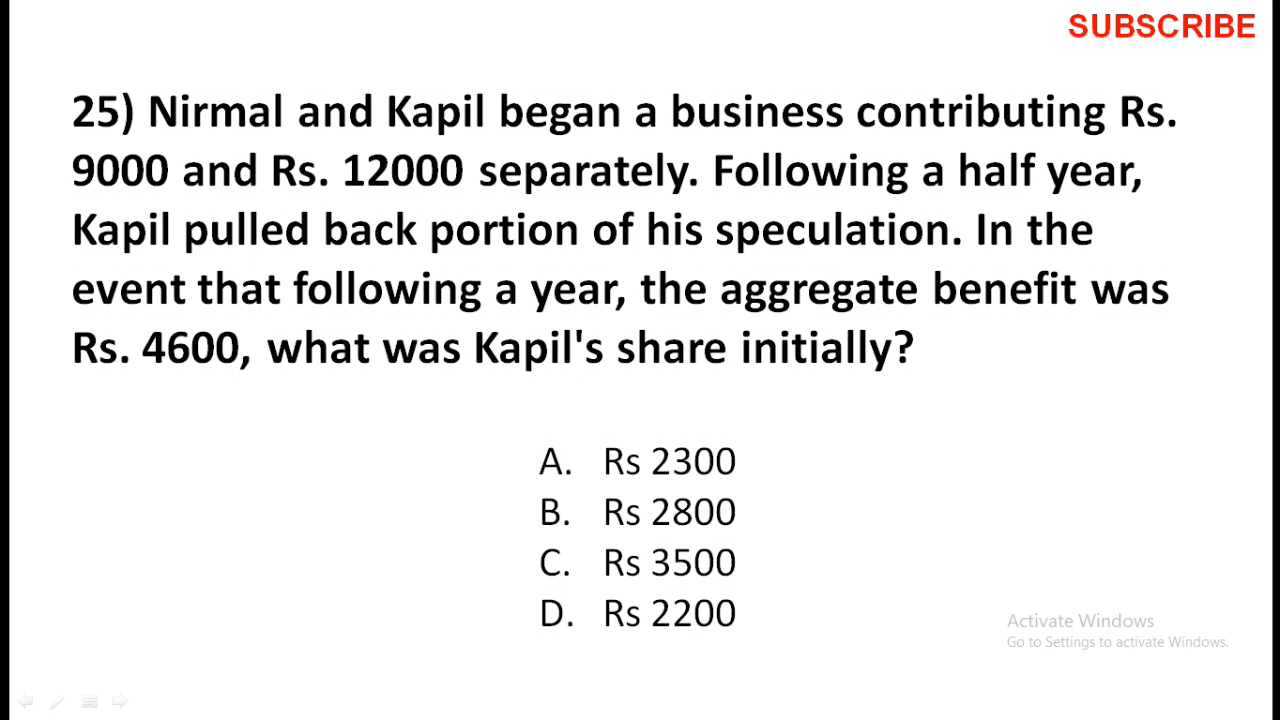 SUBSCRIBE
25) Nirmal and Kapil began a business contributing Rs.
9000 and Rs. 12000 separately. Following a half year,
Kapil pulled back portion of his speculation. In the
event that following a year, the aggregate benefit was
Rs. 4600, what was Kapil's share initially?
A. Rs 2300
B. Rs 2800
C. Rs 3500
D. Rs 2200
Activate Windows
Go to Settings to activate Windows.